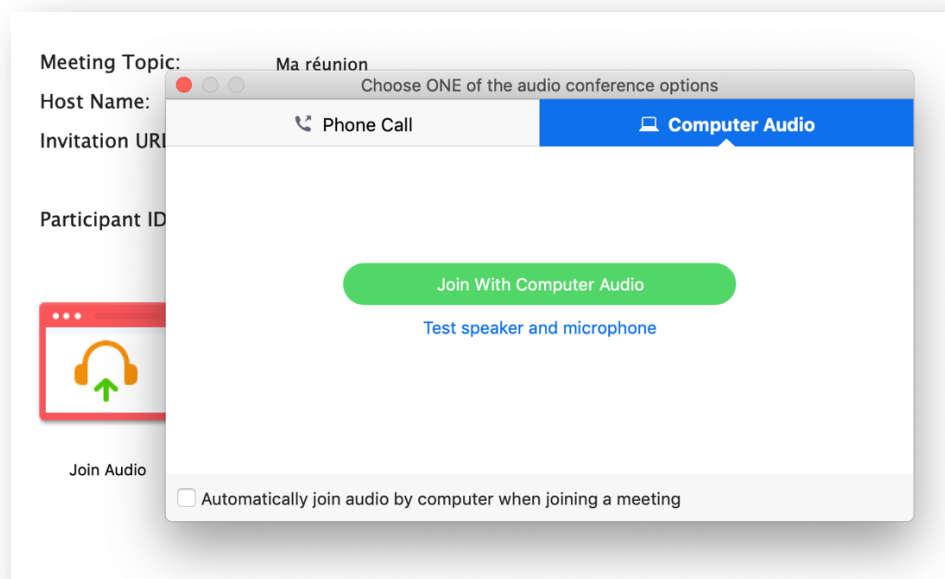 Meeting Topic:
Ma réunion
Choose ONE of the audio conference options
Host Name:
Phone Call
Computer Audio
Invitation URL
Participant ID
Join With Computer Audio
Test speaker and microphone
Join Audio
Automatically join audio by computer when joining a meeting